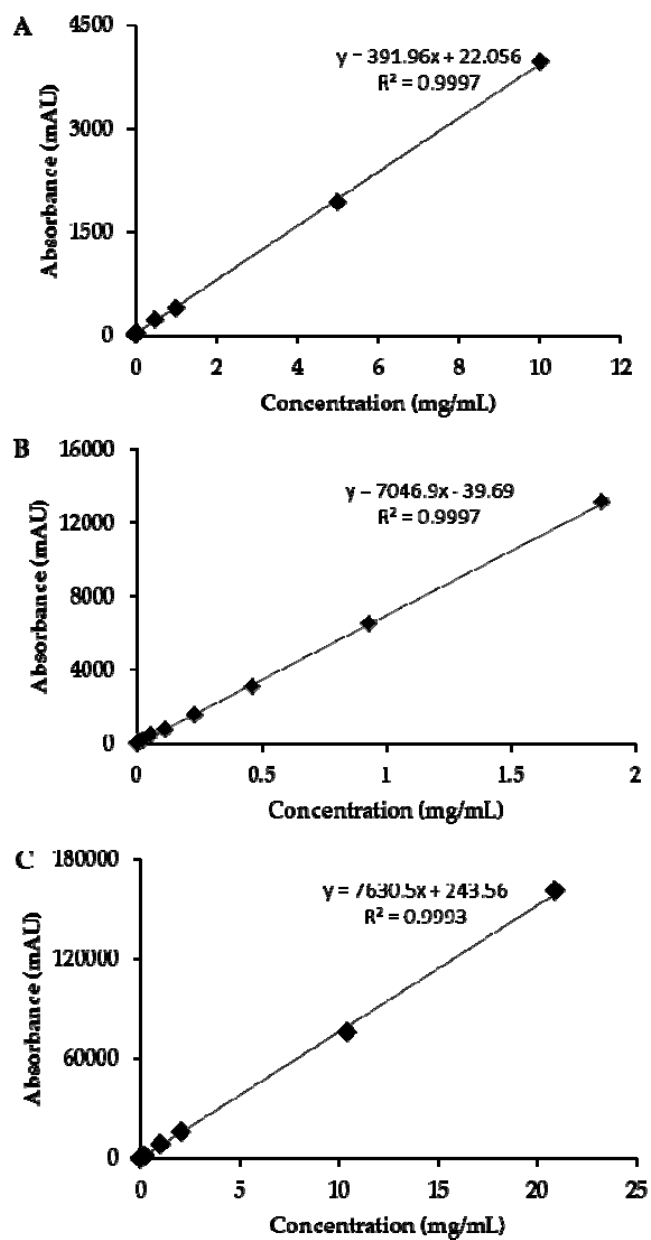 A
4500
3000
1500
0
Absorbance (mAU)
y = 391.96x + 22.056
R² = 0.9997
0 2 4 6 8 10 12
Concentration (mg/mL)
B
16000
12000
8000
4000
0
Absorbance (mAU)
y = 7046.9x - 39.69
R² = 0.9997
0 0.5 1 1.5 2
Concentration (mg/mL)
C
180000
120000
60000
0
Absorbance (mAU)
y = 7630.5x + 243.56
R² = 0.9993
0 5 10 15 20 25
Concentration (mg/mL)